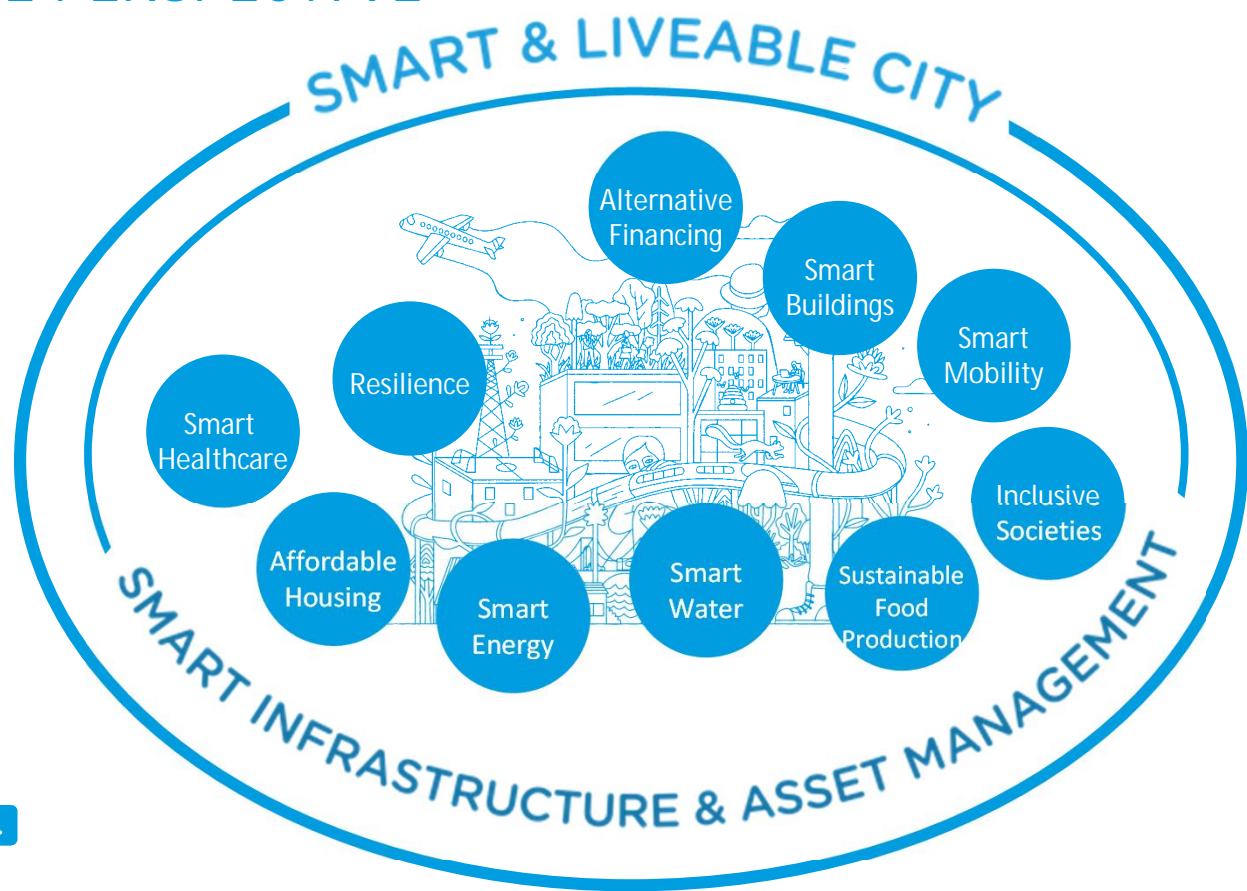 SMART & LIVEABLE CITY
Alternative
Financing
Smart
Buildings
Smart
Mobility
Resilience
Smart
Healthcare
Inclusive
Societies
Affordable
Housing
Smart
Energy
Smart
Water
Sustainable
Food
Production
SMART INFRASTRUCTURE & ASSET MANAGEMENT